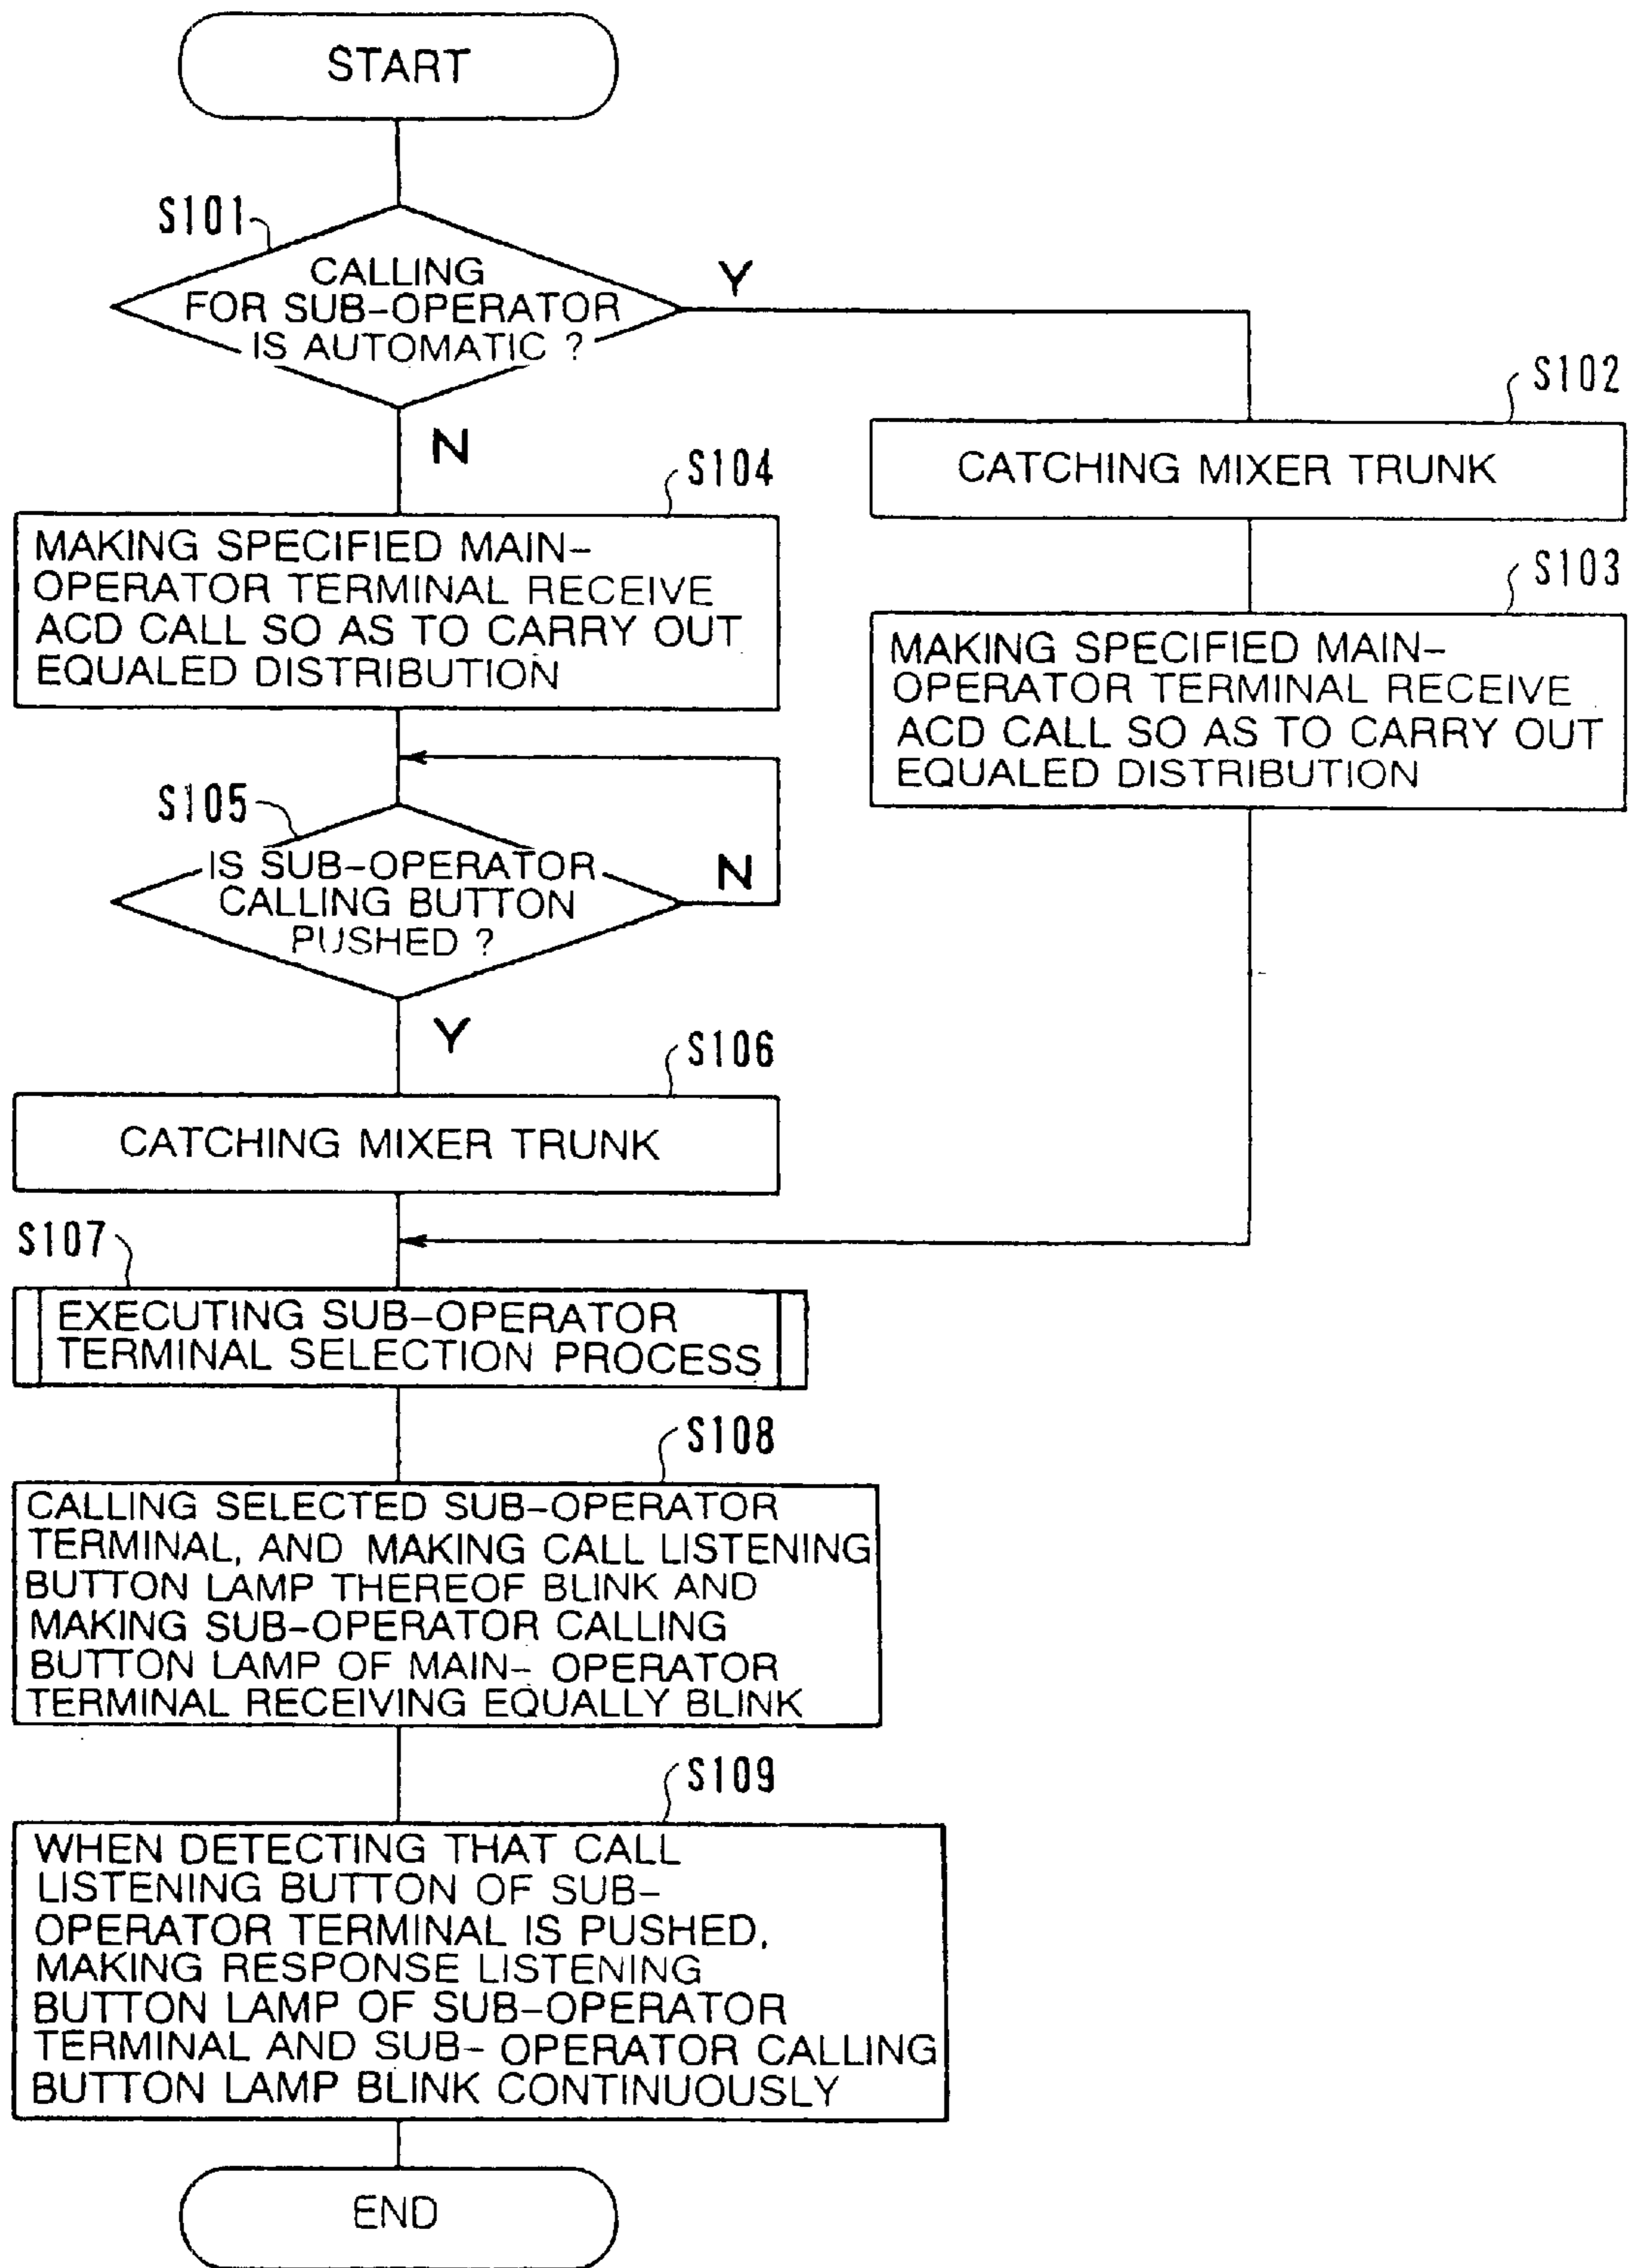 START
S101
CALLING
FOR SUB-OPERATOR
IS AUTOMATIC ?
Y
N
S102
CATCHING MIXER TRUNK
S103
MAKING SPECIFIED MAIN-
OPERATOR TERMINAL RECEIVE
ACD CALL SO AS TO CARRY OUT
EQUALED DISTRIBUTION
S104
MAKING SPECIFIED MAIN-
OPERATOR TERMINAL RECEIVE
ACD CALL SO AS TO CARRY OUT
EQUALED DISTRIBUTION
S105
IS SUB-OPERATOR
CALLING BUTTON
PUSHED ?
N
Y
S106
CATCHING MIXER TRUNK
S107
EXECUTING SUB-OPERATOR
TERMINAL SELECTION PROCESS
S108
CALLING SELECTED SUB-OPERATOR
TERMINAL, AND MAKING CALL LISTENING
BUTTON LAMP THEREOF BLINK AND
MAKING SUB-OPERATOR CALLING
BUTTON LAMP OF MAIN- OPERATOR
TERMINAL RECEIVING EQUALLY BLINK
S109
WHEN DETECTING THAT CALL
LISTENING BUTTON OF SUB-
OPERATOR TERMINAL IS PUSHED,
MAKING RESPONSE LISTENING
BUTTON LAMP OF SUB-OPERATOR
TERMINAL AND SUB- OPERATOR CALLING
BUTTON LAMP BLINK CONTINUOUSLY
END